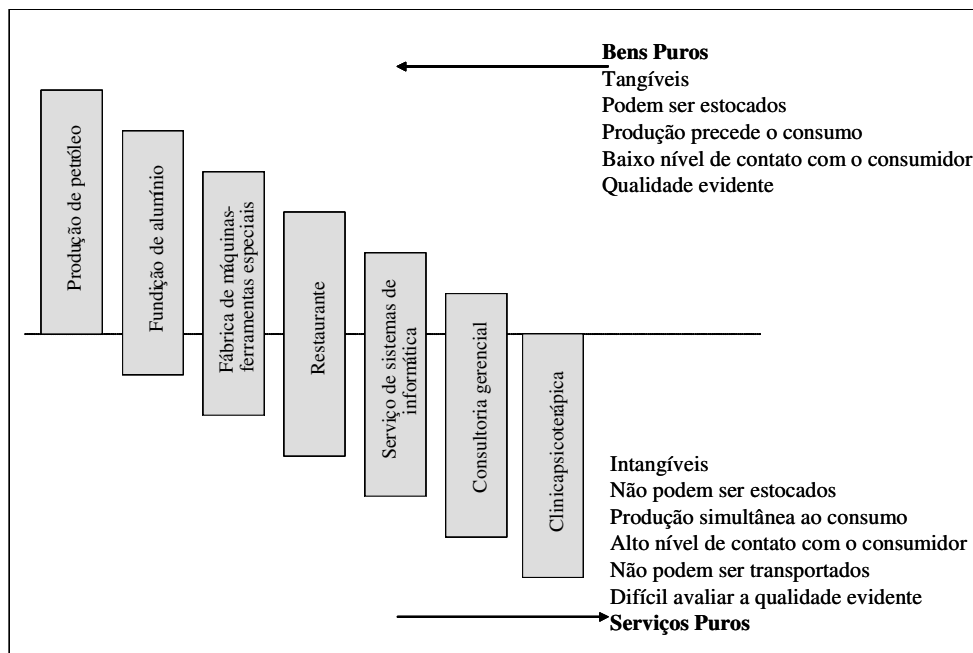 Bens Puros
Tangíveis
Podem ser estocados
Produção precede o consumo
Baixo nível de contato com o consumidor
Qualidade evidente
Produção de petróleo
Fundição de alumínio
Fábrica de máquinas-
ferramentas especiais
Restaurante
Serviço de sistemas de
informática
Consultoria gerencial
Clinicapsicoterápica
Intangíveis
Não podem ser estocados
Produção simultânea ao consumo
Alto nível de contato com o consumidor
Não podem ser transportados
Difícil avaliar a qualidade evidente
Serviços Puros